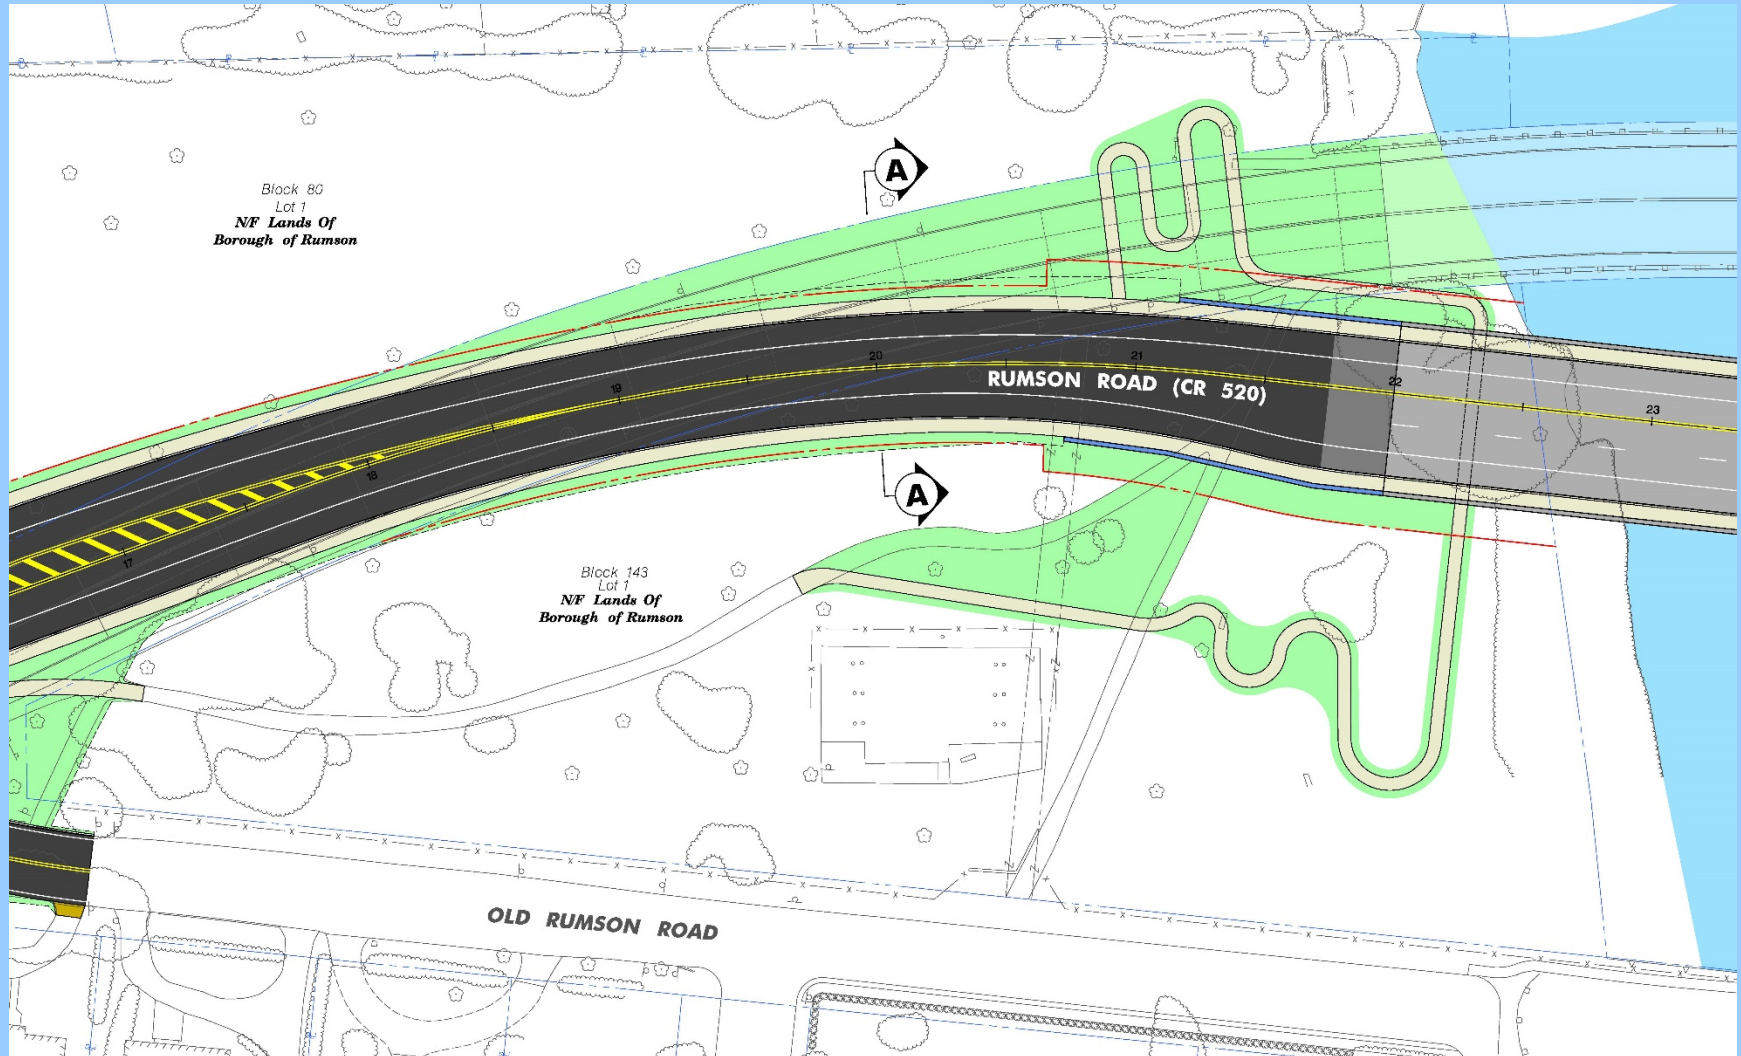 A
Block 80
Lot 1
N/F Lands Of
Borough of Rumson
20
21
RUMSON ROAD (CR 520)
22
19
23
18
A
17
Block 143
Lot 1
N/F Lands Of
Borough of Rumson
OLD RUMSON ROAD